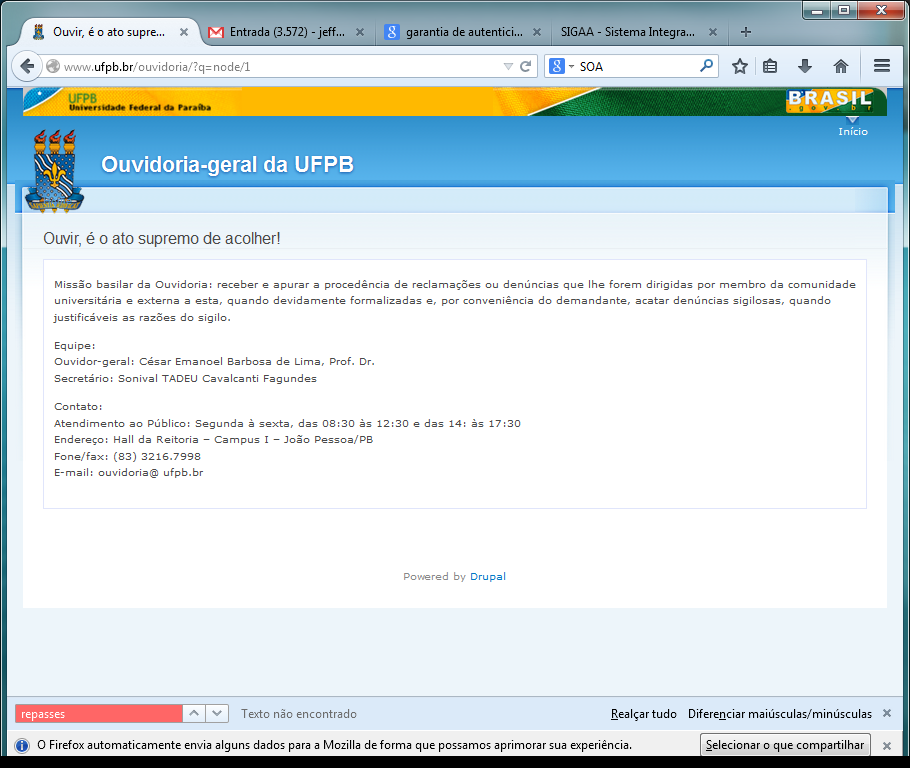 Ouvir, é o ato supre...
Entrada (3.572) - jeff...
garantia de autentici...
SIGAA - Sistema Integra...
www.ufpb.br/ouvidoria/?q=node/1
SOA
UFPB
Universidade Federal da Paraíba
BRASIL
gov.br
Início
Ouvidoria-geral da UFPB
Ouvir, é o ato supremo de acolher!
Missão basilar da Ouvidoria: receber e apurar a procedência de reclamações ou denúncias que lhe forem dirigidas por membro da comunidade
universitária e externa a esta, quando devidamente formalizadas e, por conveniência do demandante, acatar denúncias sigilosas, quando
justificáveis as razões do sigilo.
Equipe:
Ouvidor-geral: César Emanoel Barbosa de Lima, Prof. Dr.
Secretário: Sonival TADEU Cavalcanti Fagundes
Contato:
Atendimento ao Público: Segunda à sexta, das 08:30 às 12:30 e das 14: às 17:30
Endereço: Hall da Reitoria – Campus I – João Pessoa/PB
Fone/fax: (83) 3216.7998
E-mail: ouvidoria@ ufpb.br
Powered by Drupal
repasses
Texto não encontrado
Realçar tudo
Diferenciar maiúsculas/minúsculas
O Firefox automaticamente envia alguns dados para a Mozilla de forma que possamos aprimorar sua experiência.
Selecionar o que compartilhar